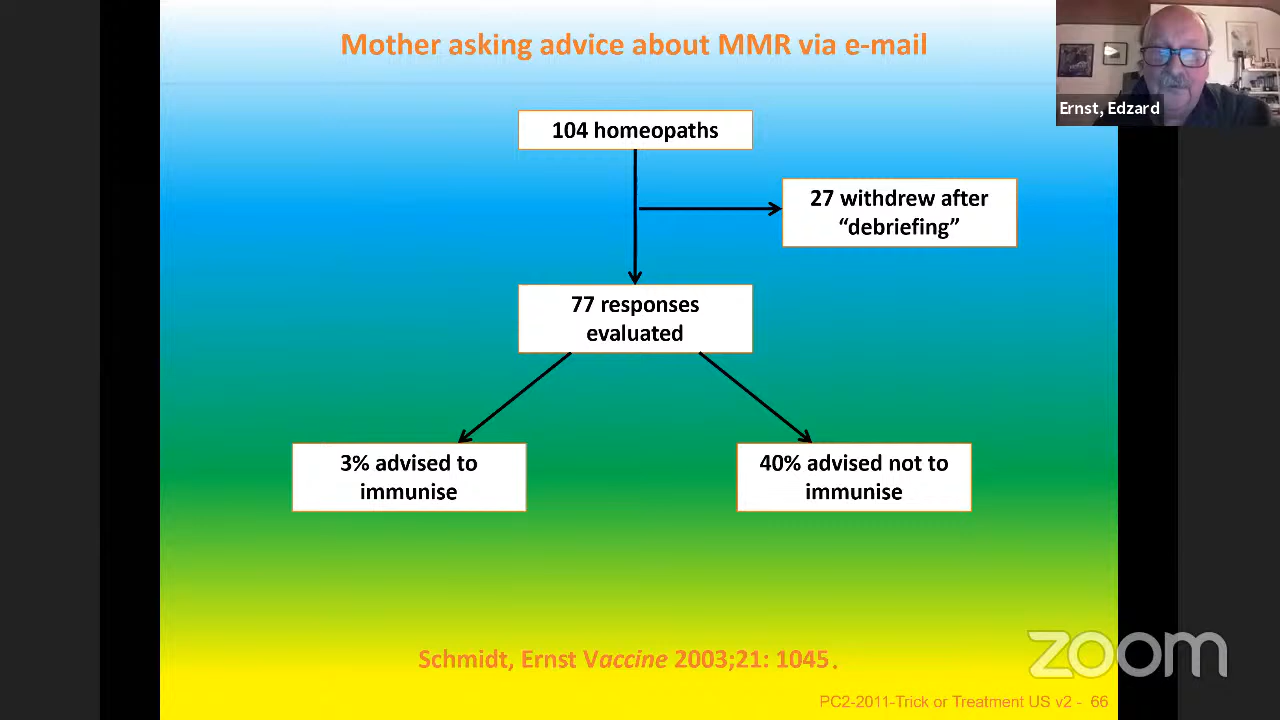 Mother asking advice about MMR via e-mail
Ernst, Edzard
104 homeopaths
27 withdrew after
“debriefing”
77 responses
evaluated
3% advised to
immunise
40% advised not to
immunise
Schmidt, Ernst Vaccine 2003;21: 1045.
zoom
PC2-2011-Trick or Treatment US v2 - 66